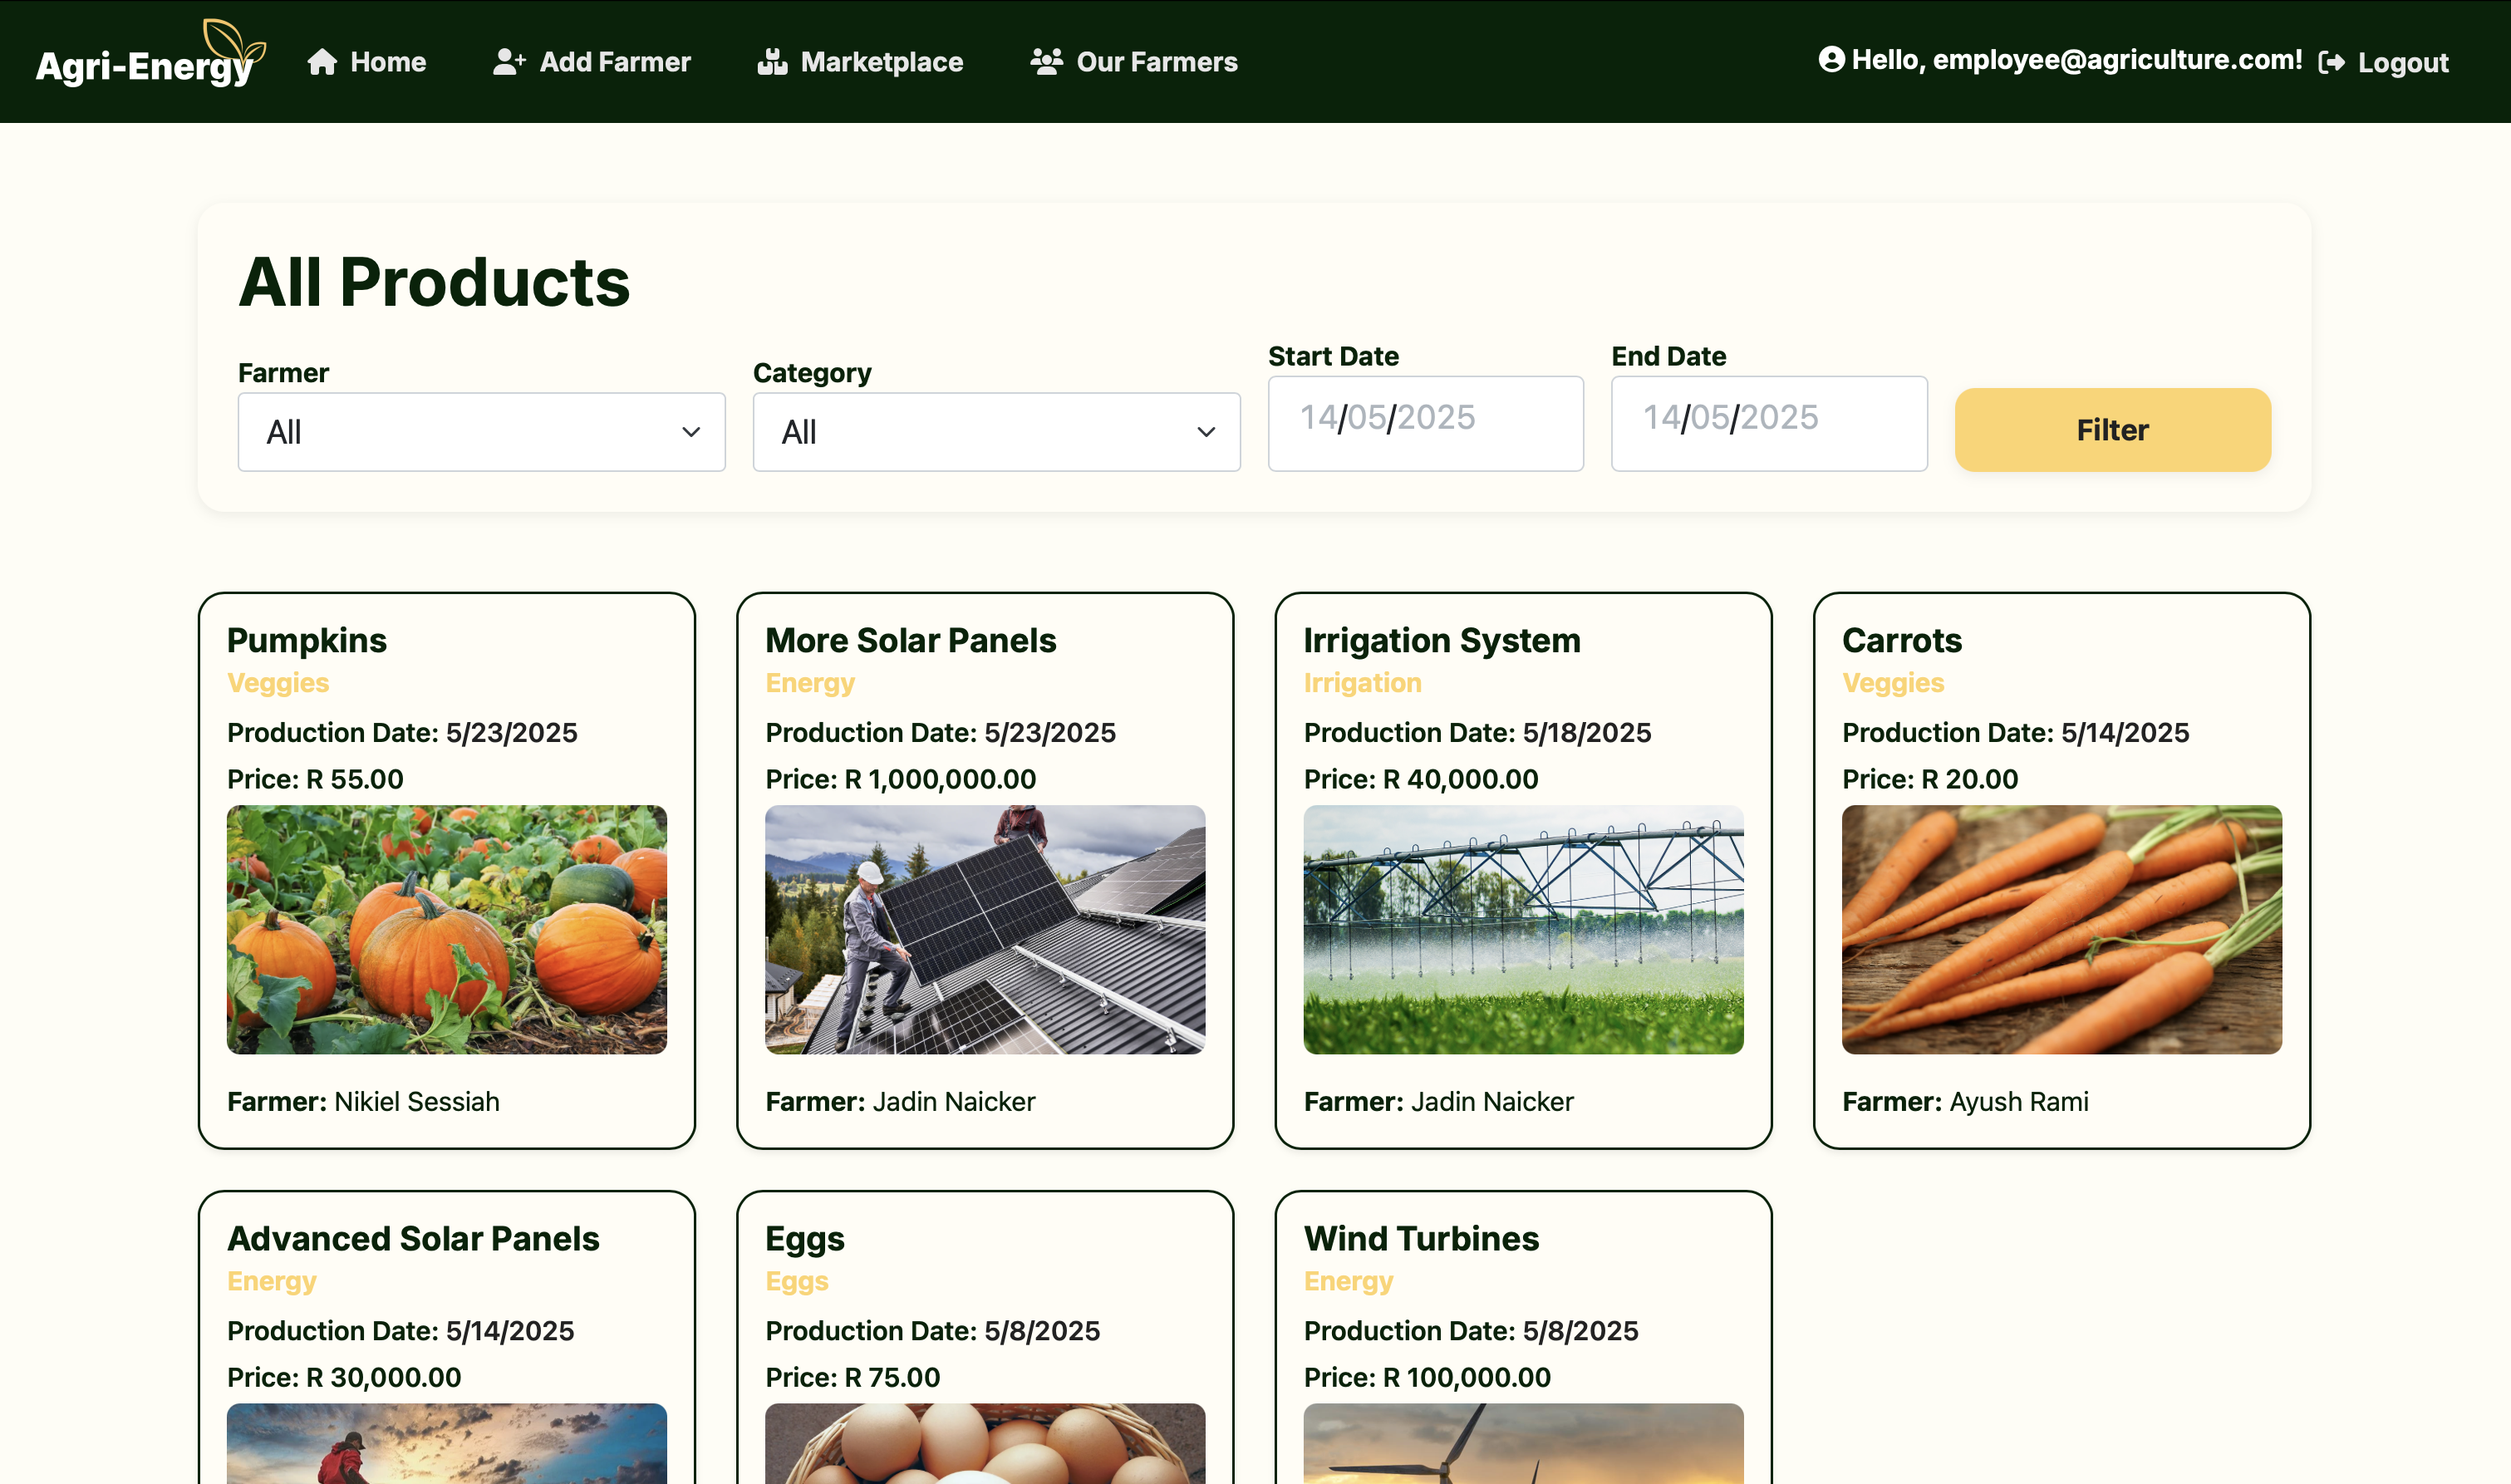 Agri-Energy
Home
Add Farmer
Marketplace
Our Farmers
Hello, employee@agriculture.com!
Logout
All Products
Farmer
Category
Start Date
End Date
All
All
14/05/2025
14/05/2025
Filter
Pumpkins
Veggies
Production Date: 5/23/2025
Price: R 55.00
Farmer: Nikiel Sessiah
More Solar Panels
Energy
Production Date: 5/23/2025
Price: R 1,000,000.00
Farmer: Jadin Naicker
Irrigation System
Irrigation
Production Date: 5/18/2025
Price: R 40,000.00
Farmer: Jadin Naicker
Carrots
Veggies
Production Date: 5/14/2025
Price: R 20.00
Farmer: Ayush Rami
Advanced Solar Panels
Energy
Production Date: 5/14/2025
Price: R 30,000.00
Eggs
Eggs
Production Date: 5/8/2025
Price: R 75.00
Wind Turbines
Energy
Production Date: 5/8/2025
Price: R 100,000.00